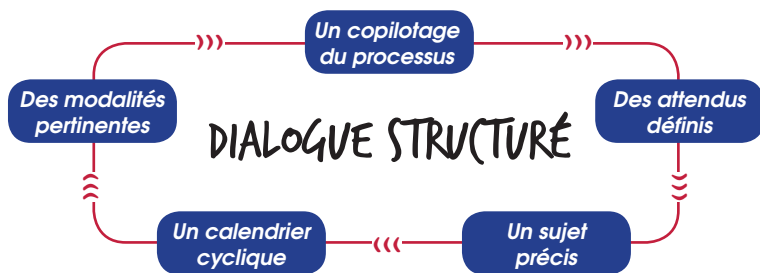 Un copilotage
du processus
Des modalités
pertinentes
Des attendus
définis
DIALOGUE STRUCTURÉ
Un calendrier
cyclique
Un sujet
précis